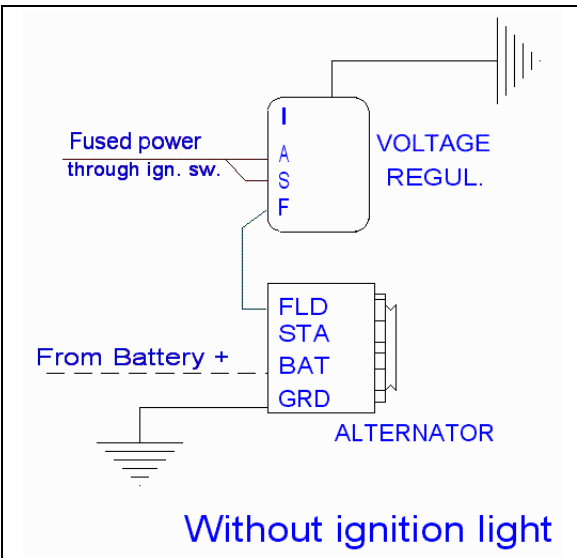 I
Fused power
through ign. sw.
A
S
F
VOLTAGE
REGUL.
FLD
STA
From Battery +
BAT
GRD
ALTERNATOR
Without ignition light